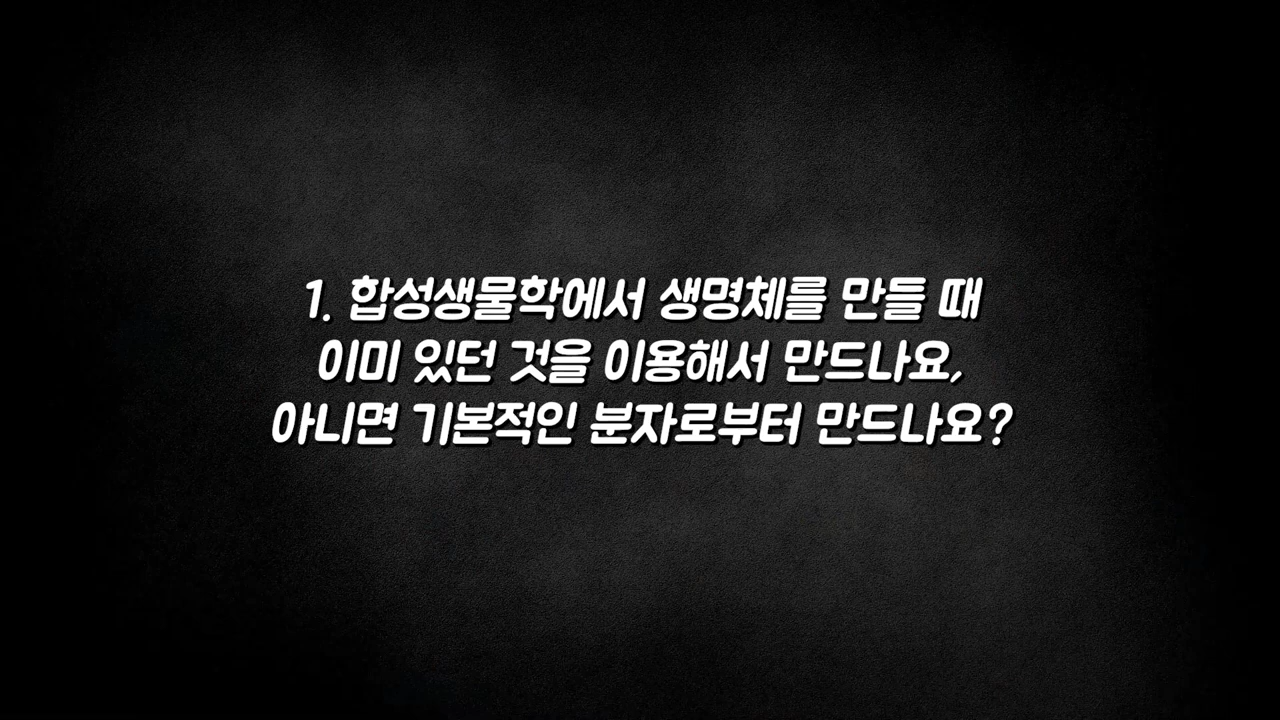 1. 합성생물학에서 생명체를 만들 때
이미 있던 것을 이용해서 만드나요,
아니면 기본적인 분자로부터 만드나요?